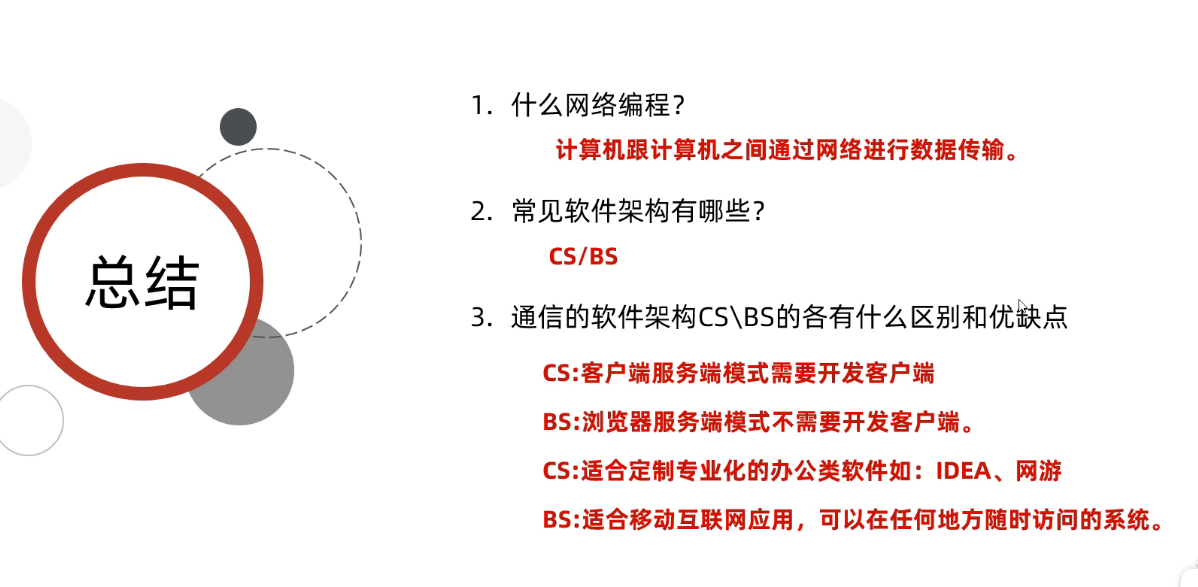 总结
1. 什么网络编程？
计算机跟计算机之间通过网络进行数据传输。
2. 常见软件架构有哪些？
CS/BS
3. 通信的软件架构CS\BS的各有什么区别和优缺点
CS:客户端服务端模式需要开发客户端
BS:浏览器服务端模式不需要开发客户端。
CS:适合定制专业化的办公类软件如：IDEA、网游
BS:适合移动互联网应用，可以在任何地方随时访问的系统。